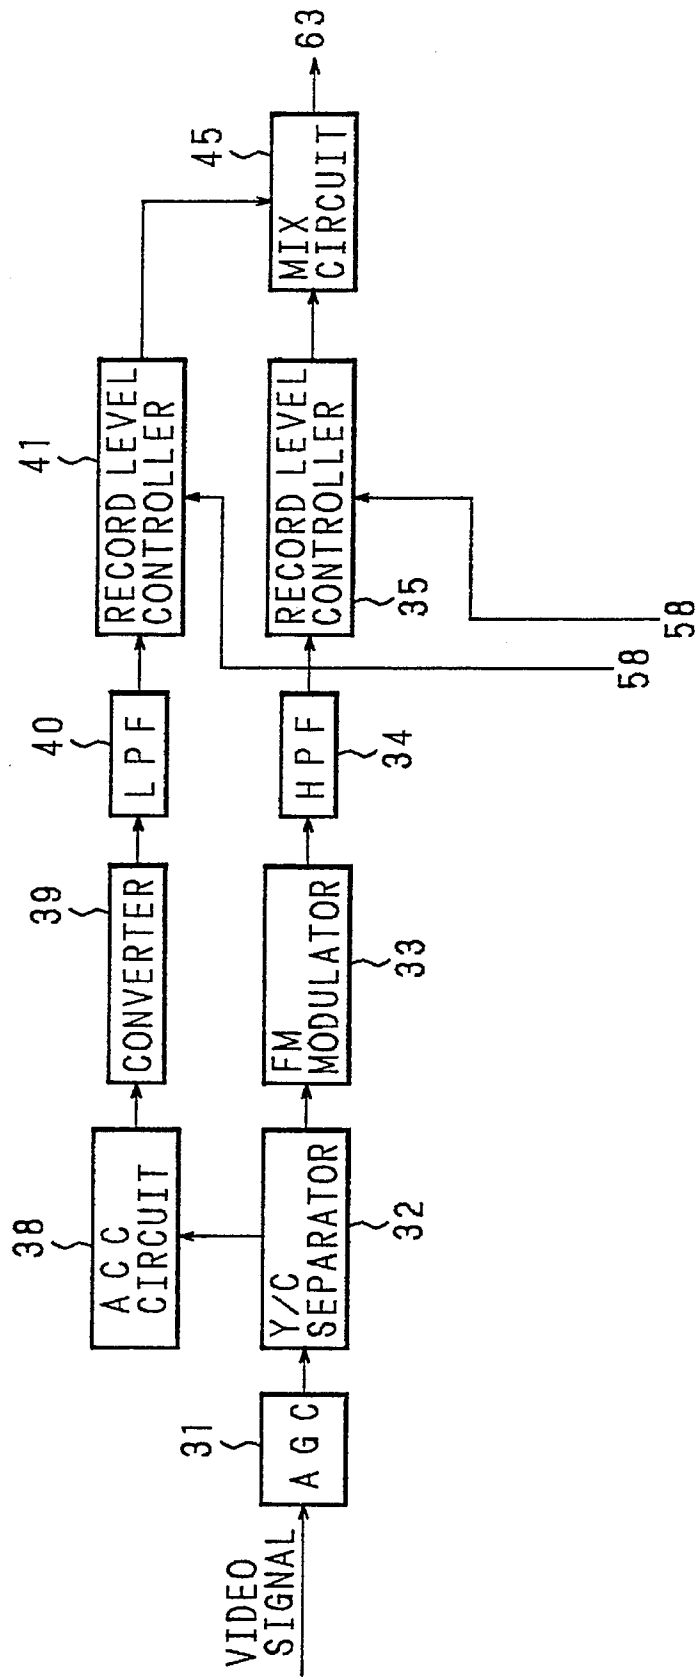 VIDEO
SIGNAL
31
A G C
Y/C
SEPARATOR
32
38
A C C
CIRCUIT
39
CONVERTER
40
L P F
41
RECORD LEVEL
CONTROLLER
FM
MODULATOR
33
H P F
34
RECORD LEVEL
CONTROLLER
35
58
58
45
MIX
CIRCUIT
63